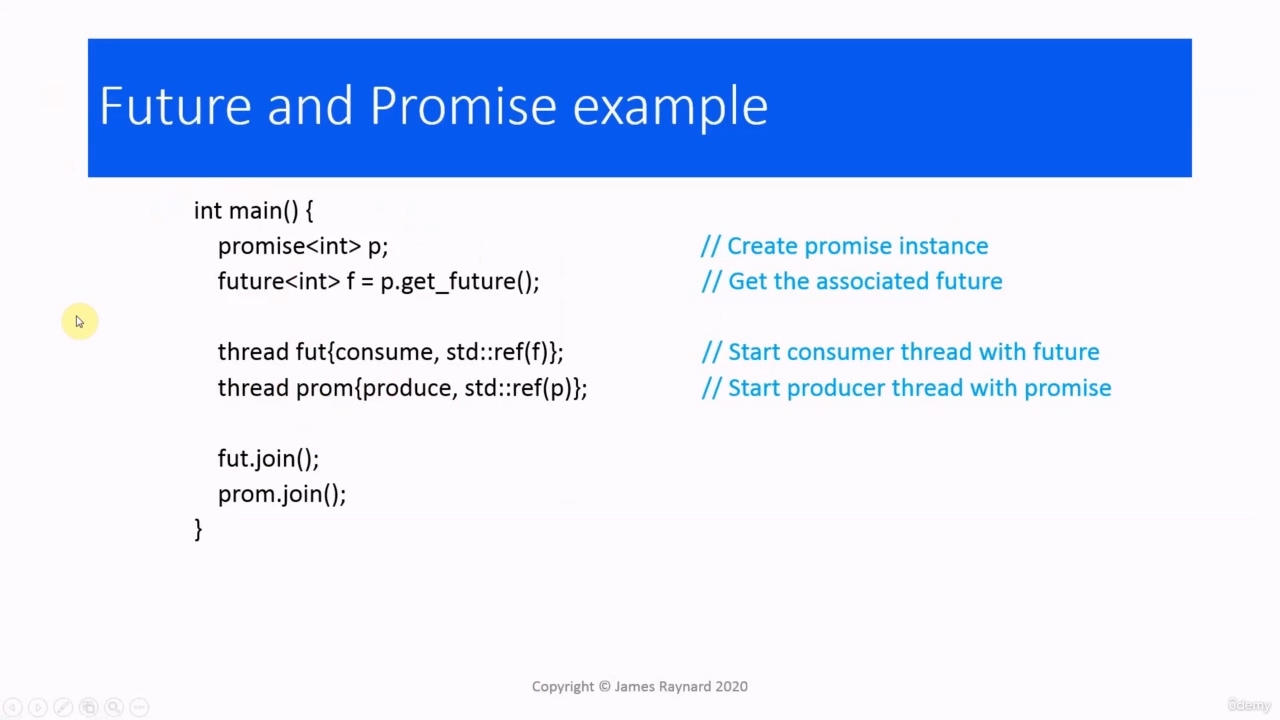 Future and Promise example
int main() {
promise<int> p; // Create promise instance
future<int> f = p.get_future(); // Get the associated future
thread fut{consume, std::ref(f)}; // Start consumer thread with future
thread prom{produce, std::ref(p)}; // Start producer thread with promise
fut.join();
prom.join();
}
Copyright © James Raynard 2020
ûdemy